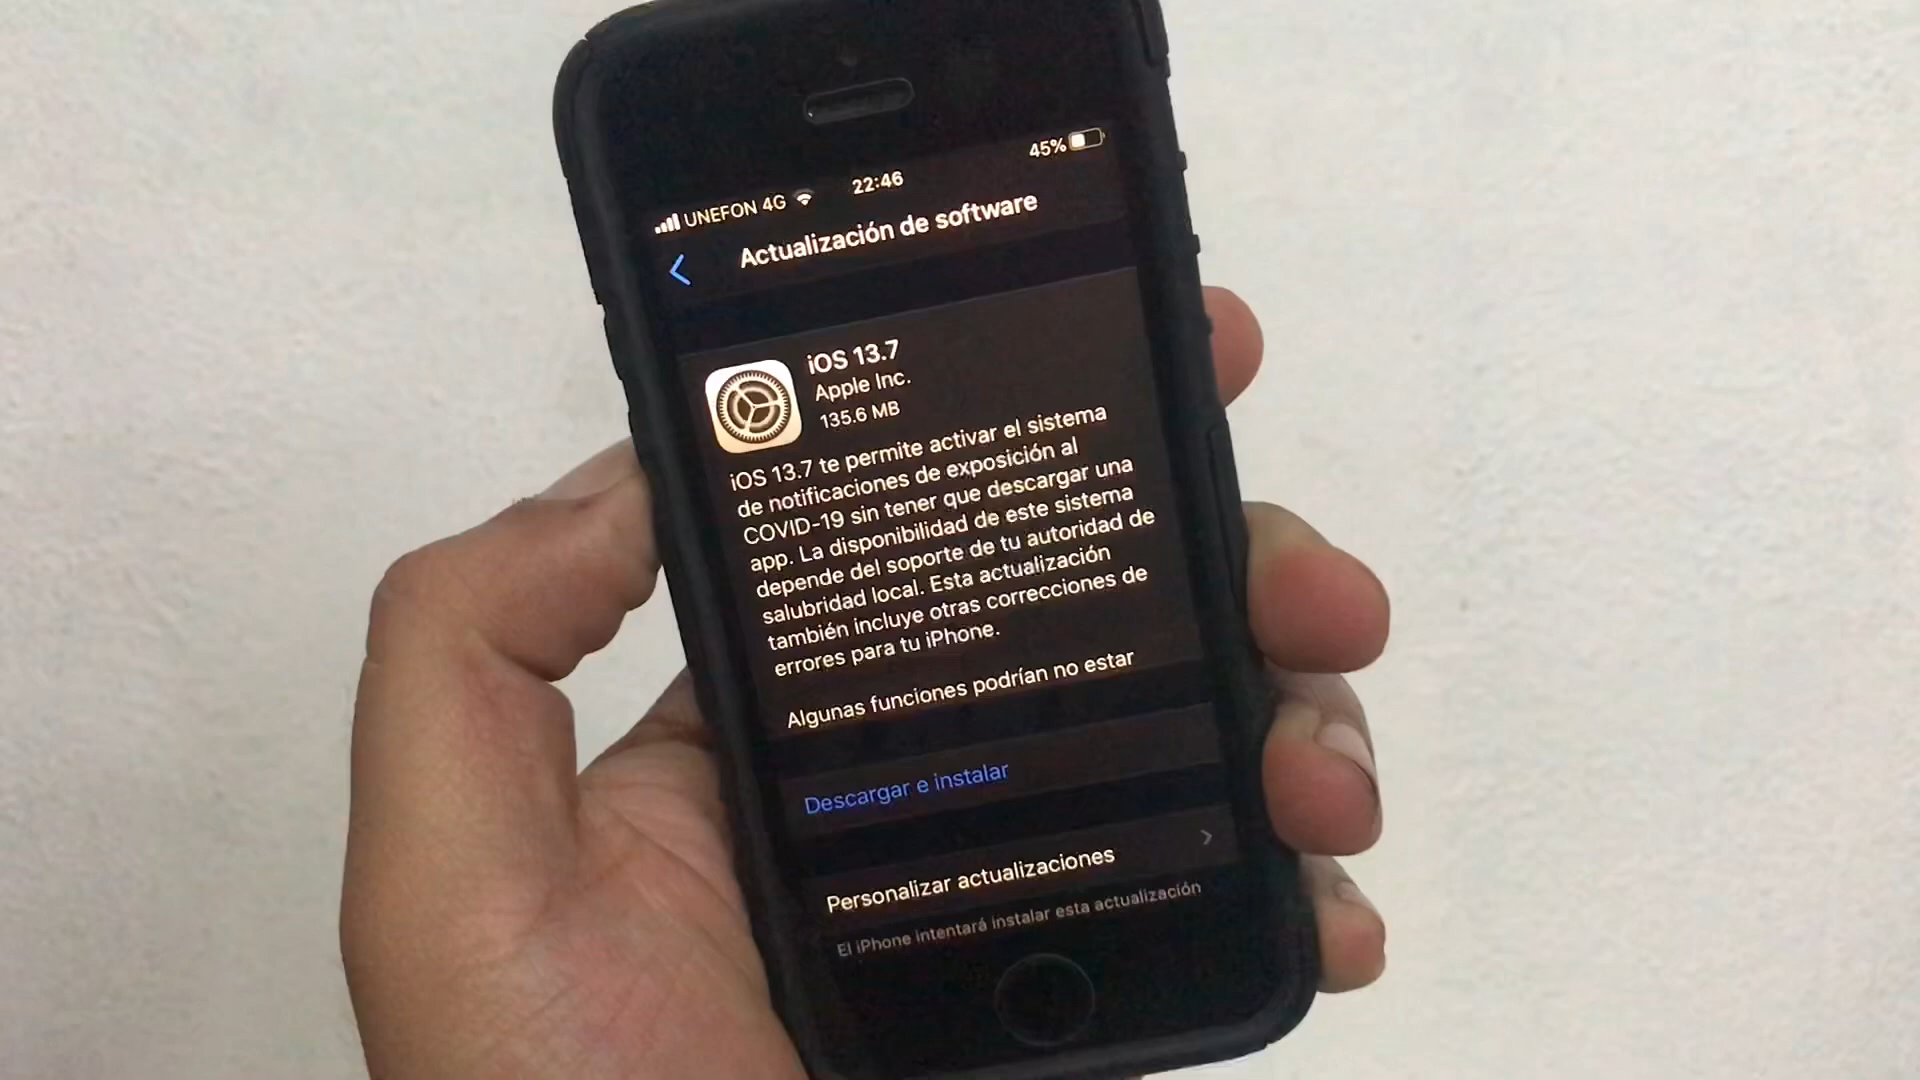 UNEFON 4G 22:46 45%
Actualización de software
iOS 13.7
Apple Inc.
135.6 MB
iOS 13.7 te permite activar el sistema
de notificaciones de exposición al
COVID-19 sin tener que descargar una
app. La disponibilidad de este sistema
depende del soporte de tu autoridad de
salubridad local. Esta actualización
también incluye otras correcciones de
errores para tu iPhone.
Algunas funciones podrían no estar
Descargar e instalar
Personalizar actualizaciones
El iPhone intentará instalar esta actualización